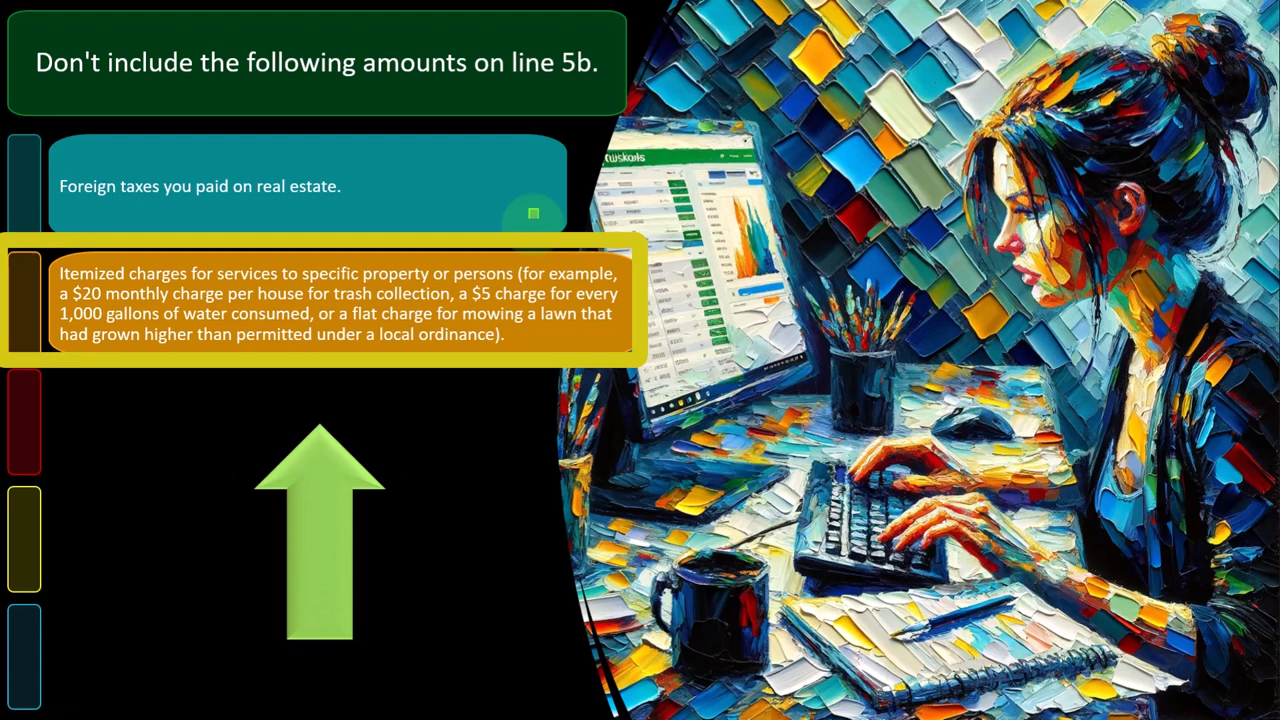 Don't include the following amounts on line 5b.
Foreign taxes you paid on real estate.
Itemized charges for services to specific property or persons (for example,
a $20 monthly charge per house for trash collection, a $5 charge for every
1,000 gallons of water consumed, or a flat charge for mowing a lawn that
had grown higher than permitted under a local ordinance).